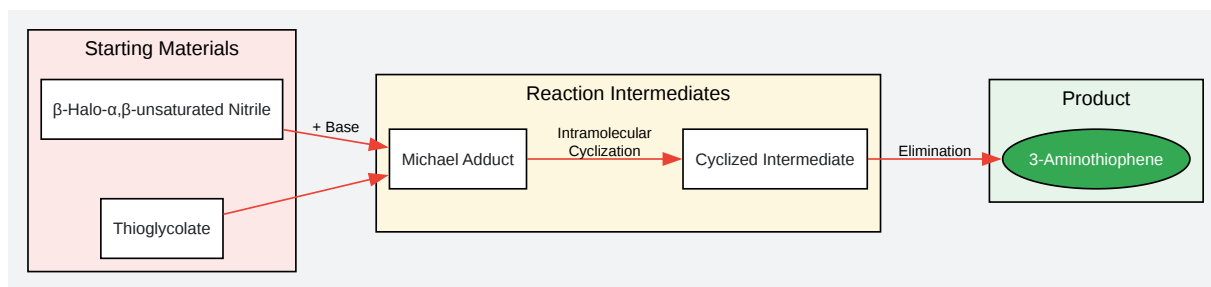 Starting Materials
β-Halo-α,β-unsaturated Nitrile
Thioglycolate
+ Base
Reaction Intermediates
Michael Adduct
Intramolecular
Cyclization
Cyclized Intermediate
Elimination
Product
3-Aminothiophene